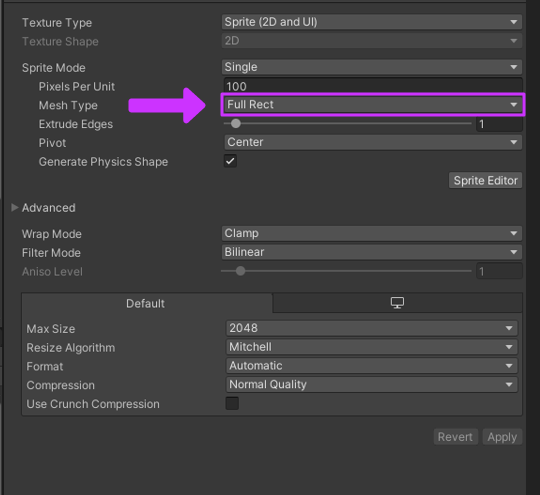 Texture Type Sprite (2D and UI)
Texture Shape 2D
Sprite Mode Single
Pixels Per Unit 100
Mesh Type Full Rect
Extrude Edges 1
Pivot Center
Generate Physics Shape
Sprite Editor
Advanced
Wrap Mode Clamp
Filter Mode Bilinear
Aniso Level 1
Default
Max Size 2048
Resize Algorithm Mitchell
Format Automatic
Compression Normal Quality
Use Crunch Compression
Revert Apply